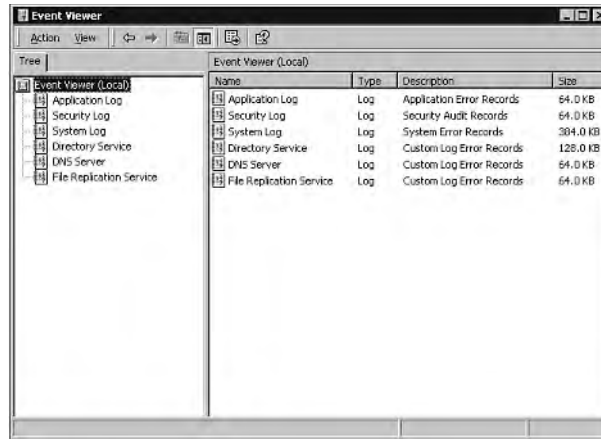 Event Viewer
Action View
Tree
Event Viewer (Local)
Event Viewer (Local)
Application Log
Security Log
System Log
Directory Service
DNS Server
File Replication Service
Name Type Description Size
Application Log Log Application Error Records 64.0 KB
Security Log Log Security Audit Records 64.0 KB
System Log Log System Error Records 384.0 KB
Directory Service Log Custom Log Error Records 128.0 KB
DNS Server Log Custom Log Error Records 64.0 KB
File Replication Service Log Custom Log Error Records 64.0 KB